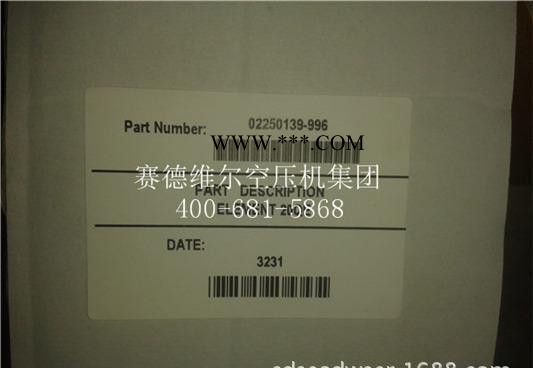 Part Number: 02250139-996
WWW.***.COM
赛德维尔空压机集团
PART DESCRIPTION
ELEMENT
400-681-5868
DATE:
3231